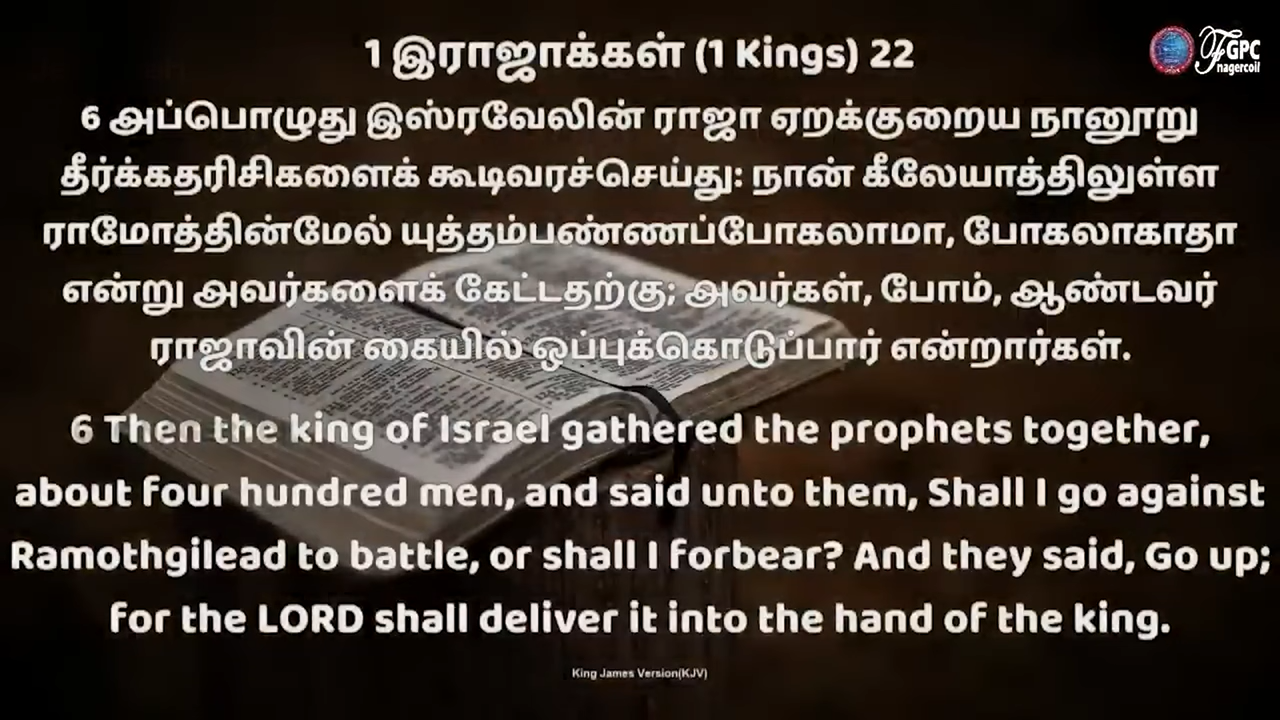 1 இராஜாக்கள் (1 Kings) 22
FGPC
nagercoil
6 அப்பொழுது இஸ்ரவேலின் ராஜா ஏறக்குறைய நானூறு
தீர்க்கதரிசிகளைக் கூடிவரச்செய்து: நான் கீலேயாத்திலுள்ள
ராமோத்தின்மேல் யுத்தம்பண்ணப்போகலாமா, போகலாகாதா
என்று அவர்களைக் கேட்டதற்கு; அவர்கள், போம், ஆண்டவர்
ராஜாவின் கையில் ஒப்புக்கொடுப்பார் என்றார்கள்.
6 Then the king of Israel gathered the prophets together,
about four hundred men, and said unto them, Shall I go against
Ramothgilead to battle, or shall I forbear? And they said, Go up;
for the LORD shall deliver it into the hand of the king.
King James Version(KJV)